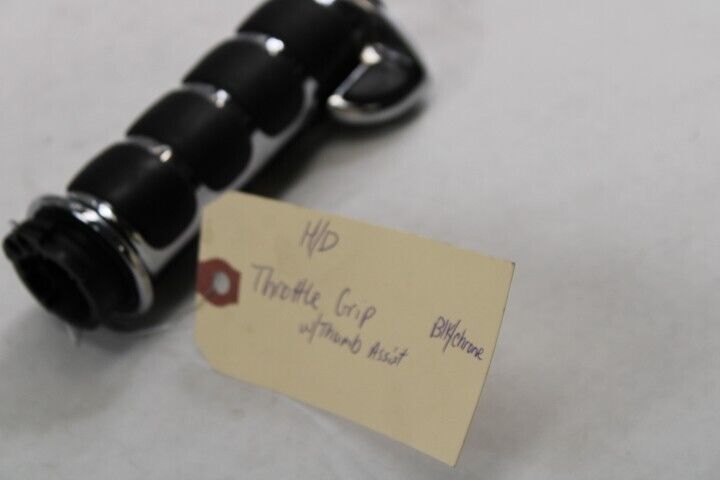 H/D
Throttle Grip
w/Thumb Assist
Blk/chrome